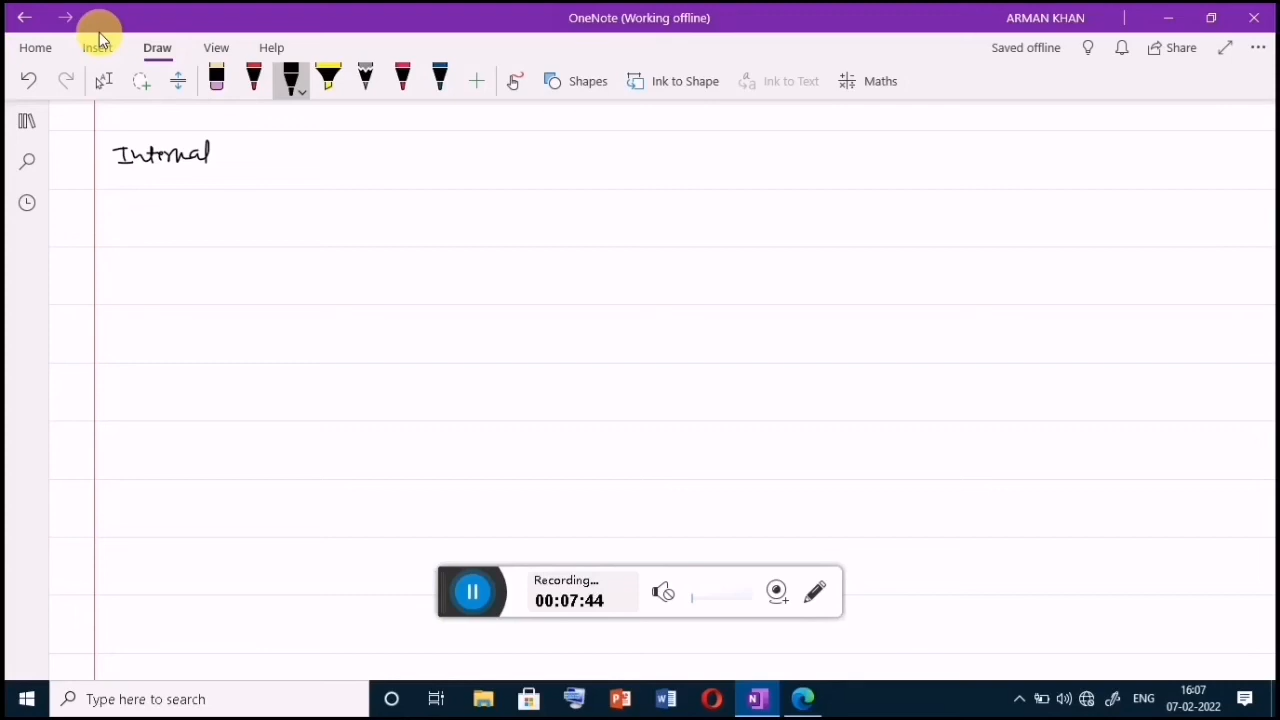 OneNote (Working offline)
ARMAN KHAN
Home
Insert
Draw
View
Help
Saved offline
Share
Shapes
Ink to Shape
Ink to Text
Maths
Internal
Recording...
00:07:44
Type here to search
ENG
16:07
07-02-2022